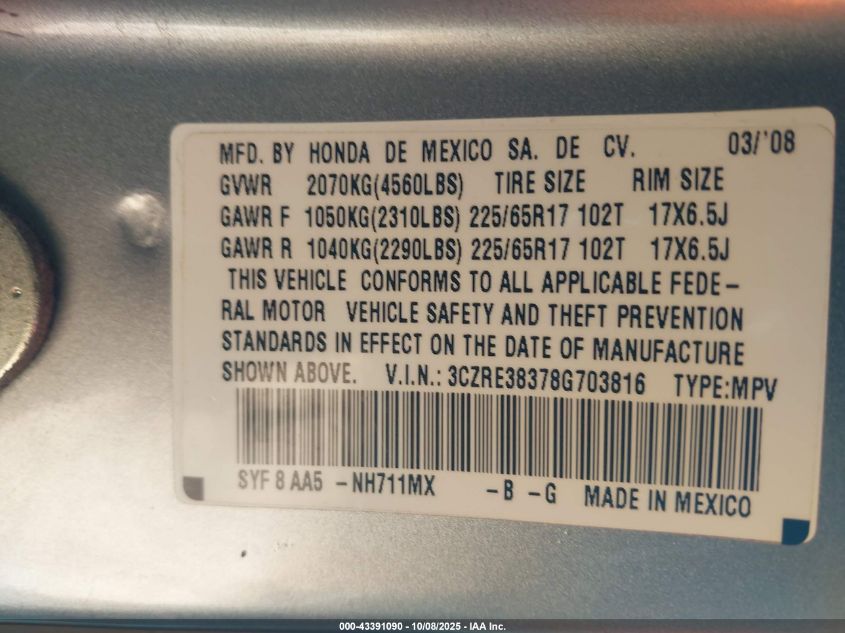 MFD. BY HONDA DE MEXICO SA. DE CV. 03/'08
GVWR 2070KG(4560LBS) TIRE SIZE RIM SIZE
GAWR F 1050KG(2310LBS) 225/65R17 102T 17X6.5J
GAWR R 1040KG(2290LBS) 225/65R17 102T 17X6.5J
THIS VEHICLE CONFORMS TO ALL APPLICABLE FEDE-
RAL MOTOR VEHICLE SAFETY AND THEFT PREVENTION
STANDARDS IN EFFECT ON THE DATE OF MANUFACTURE
SHOWN ABOVE. V.I.N.: 3CZRE38378G703816 TYPE:MPV
SYF 8 AA5 -NH711MX -B -G MADE IN MEXICO
000-43391090 - 10/08/2025 - IAA Inc.